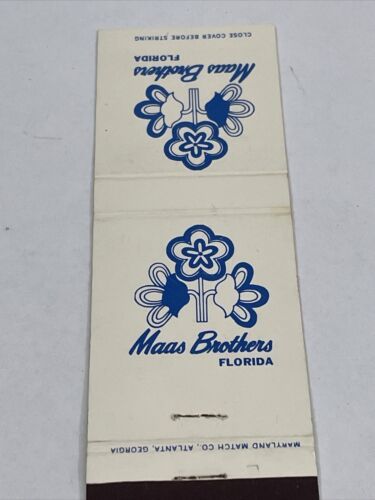 CLOSE COVER BEFORE STRIKING
Maas Brothers
FLORIDA
Maas Brothers
FLORIDA
MARYLAND MATCH CO., ATLANTA, GEORGIA